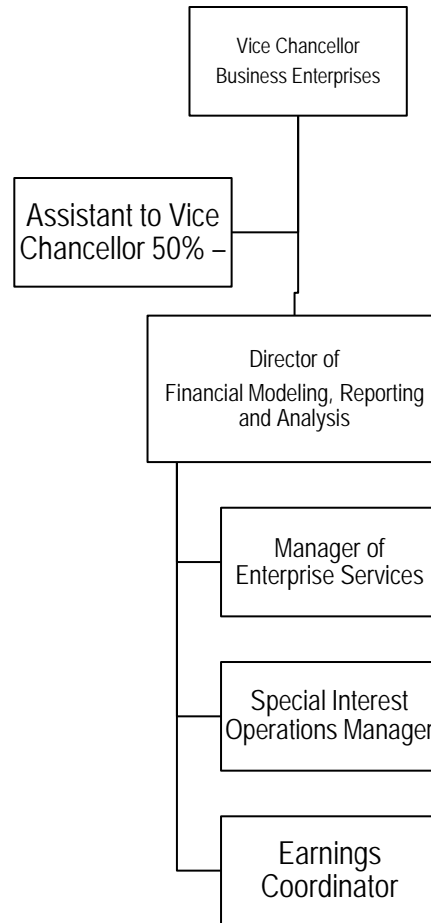 Vice Chancellor
Business Enterprises
Assistant to Vice
Chancellor 50% –
Director of
Financial Modeling, Reporting
and Analysis
Manager of
Enterprise Services
Special Interest
Operations Manager
Earnings
Coordinator